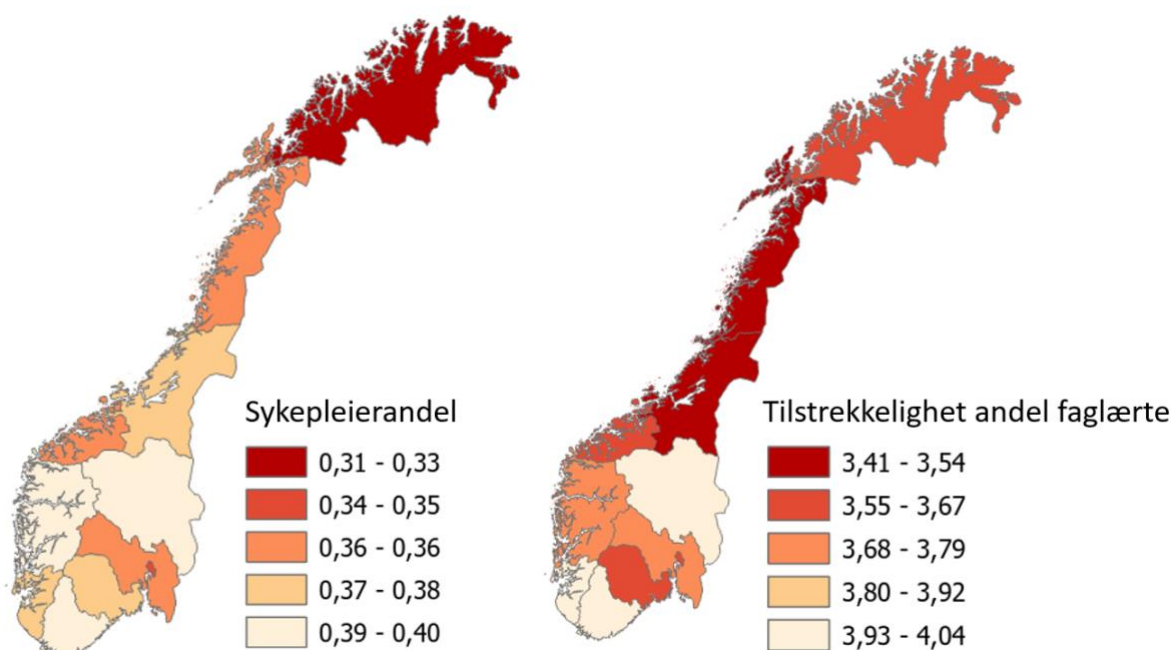 Sykepleierandel
0,31 - 0,33
0,34 - 0,35
0,36 - 0,36
0,37 - 0,38
0,39 - 0,40
Tilstrekkelighet andel faglærte
3,41 - 3,54
3,55 - 3,67
3,68 - 3,79
3,80 - 3,92
3,93 - 4,04